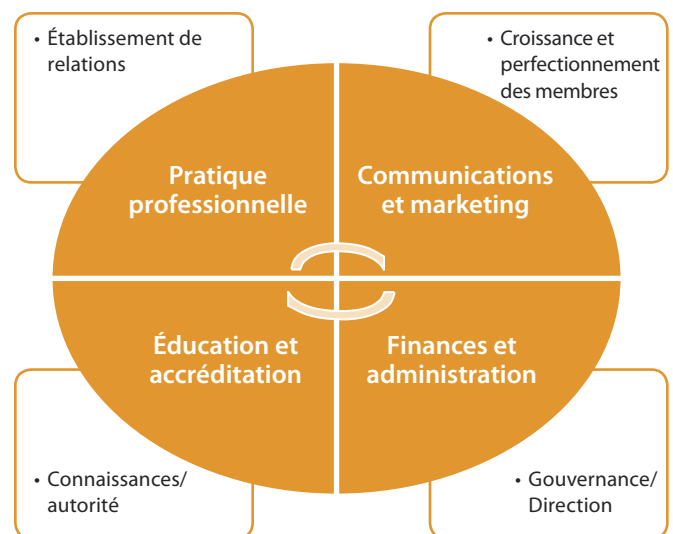 • Établissement de
relations
• Croissance et
perfectionnement
des membres
Pratique
professionnelle
Communications
et marketing
Éducation et
accréditation
Finances et
administration
• Connaissances/
autorité
• Gouvernance/
Direction